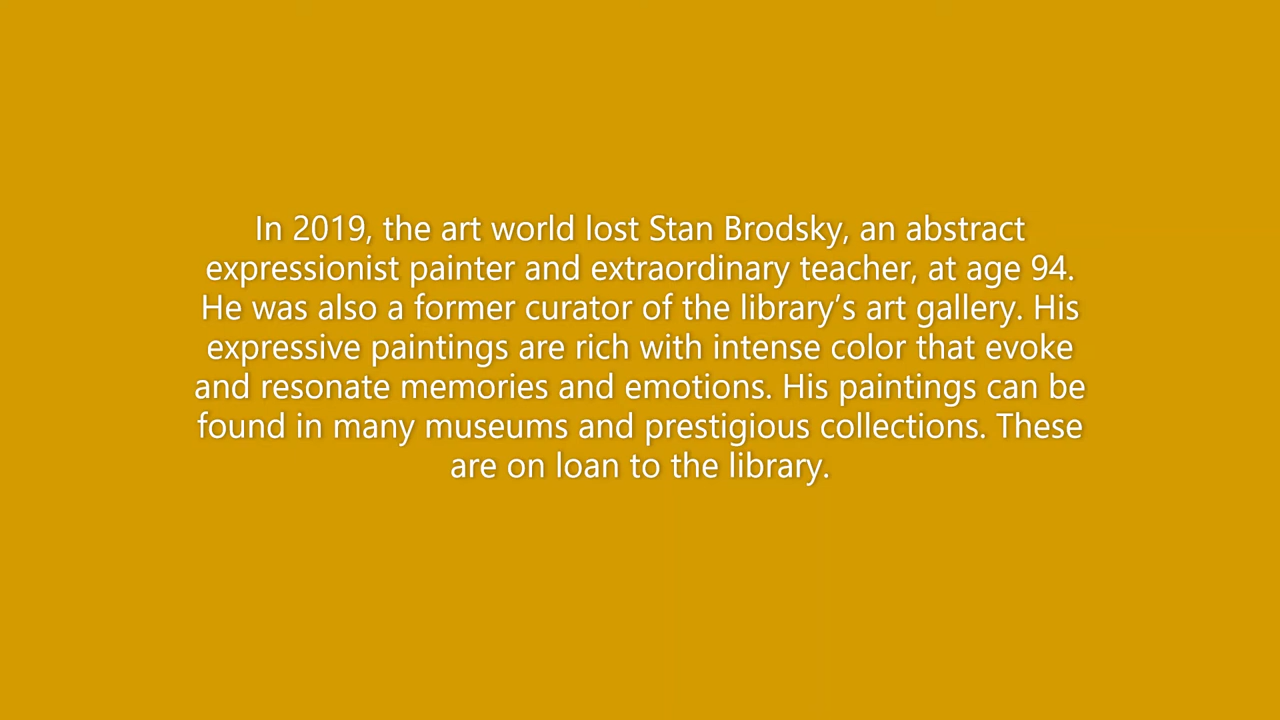 In 2019, the art world lost Stan Brodsky, an abstract
expressionist painter and extraordinary teacher, at age 94.
He was also a former curator of the library’s art gallery. His
expressive paintings are rich with intense color that evoke
and resonate memories and emotions. His paintings can be
found in many museums and prestigious collections. These
are on loan to the library.